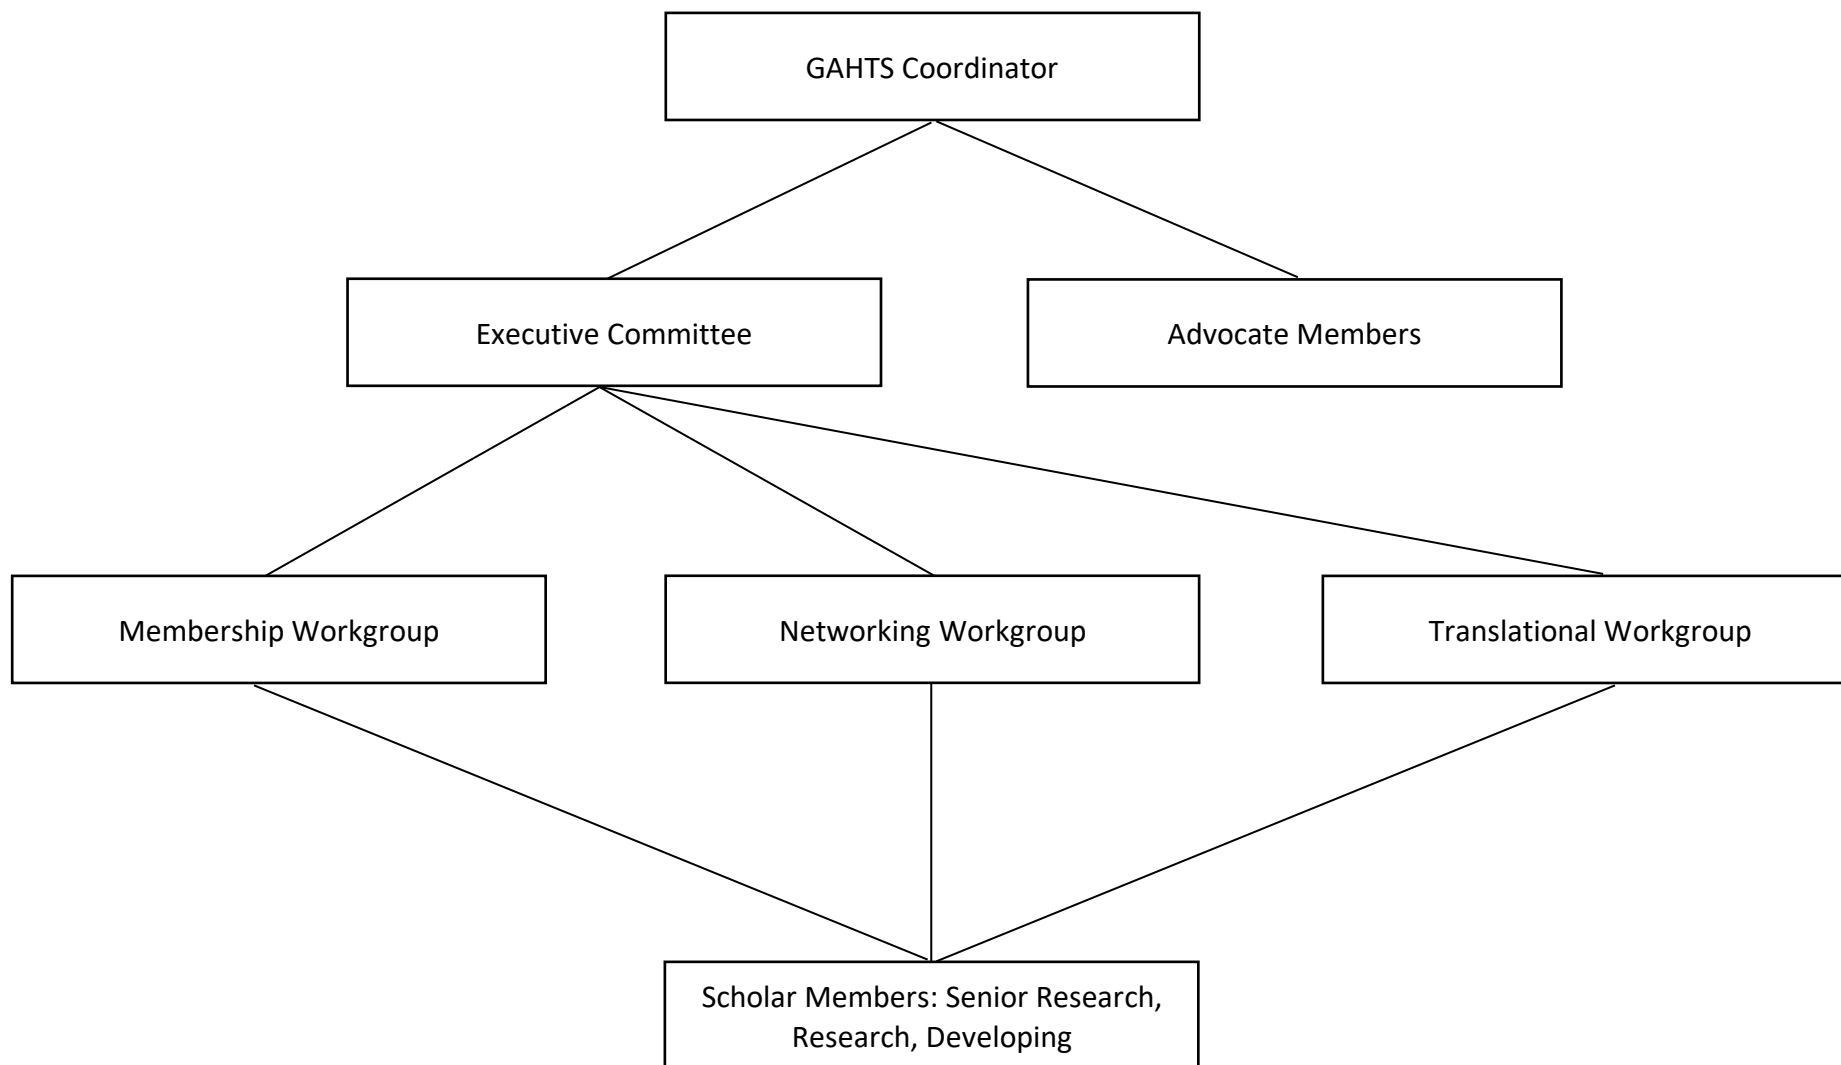 GAHTS Coordinator
Executive Committee
Advocate Members
Membership Workgroup
Networking Workgroup
Translational Workgroup
Scholar Members: Senior Research,
Research, Developing